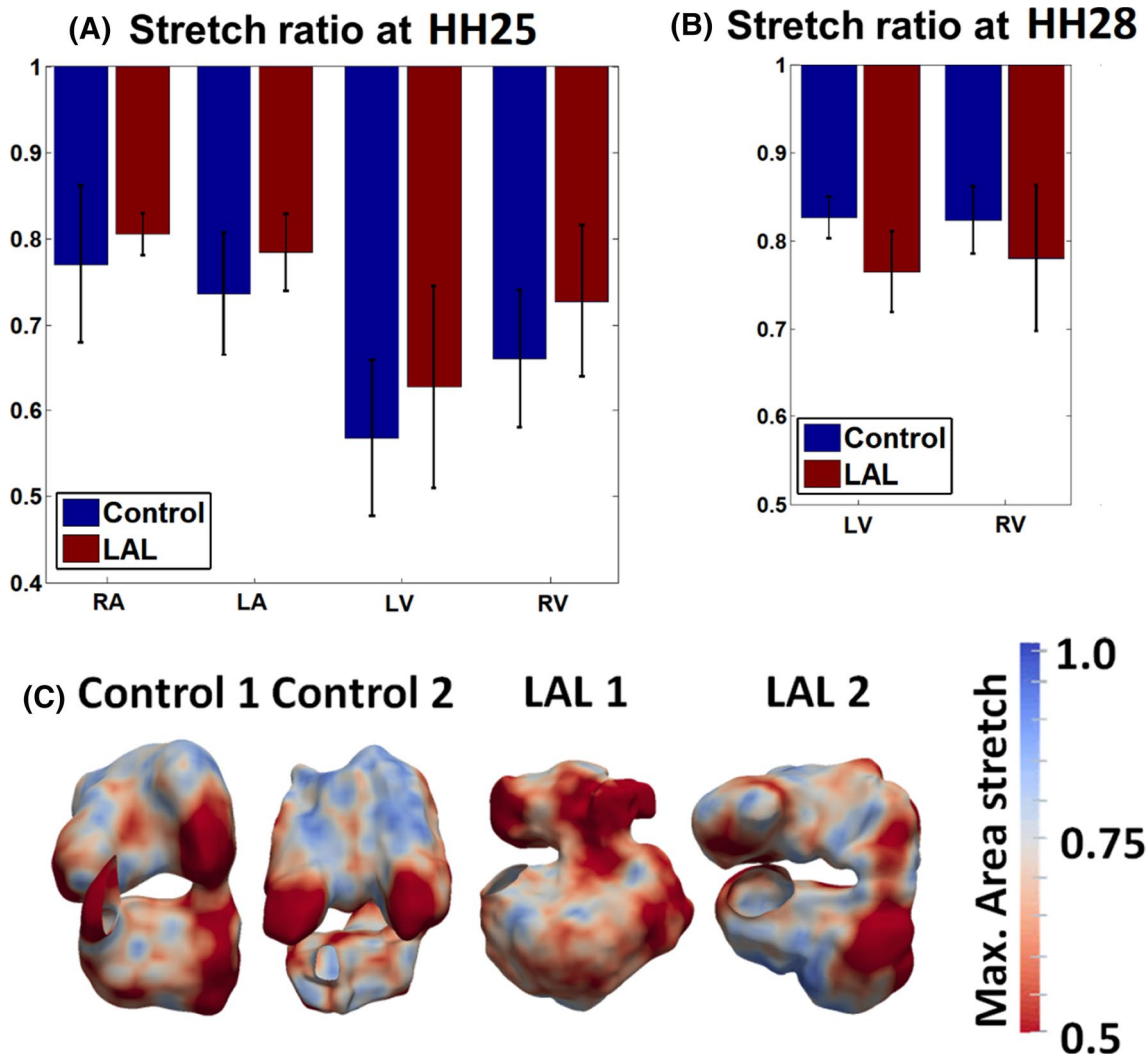 (A) Stretch ratio at HH25
1
0.9
0.8
0.7
0.6
0.5
0.4
Control
LAL
RA LA LV RV
(B) Stretch ratio at HH28
1
0.9
0.8
0.7
0.6
0.5
Control
LAL
LV RV
(C) Control 1 Control 2 LAL 1 LAL 2
Max. Area stretch
1.0
0.75
0.5